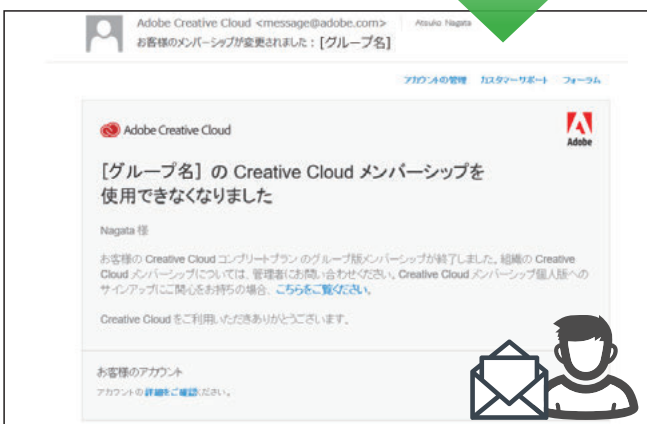 Adobe Creative Cloud <message@adobe.com> Atsuko Nagata
お客様のメンバーシップが変更されました：[グループ名]
アカウントの管理 カスタマーサポート フォーラム
Adobe Creative Cloud
Adobe
[グループ名] の Creative Cloud メンバーシップを
使用できなくなりました
Nagata 様
お客様の Creative Cloud コンプリートプラン のグループ版メンバーシップが終了しました。組織の Creative
Cloud メンバーシップについては、管理者にお問い合わせください。Creative Cloud メンバーシップ個人版への
サインアップにご関心をお持ちの場合、こちらをご覧ください。
Creative Cloud をご利用いただきありがとうございます。
お客様のアカウント
アカウントの詳細をご確認ください。